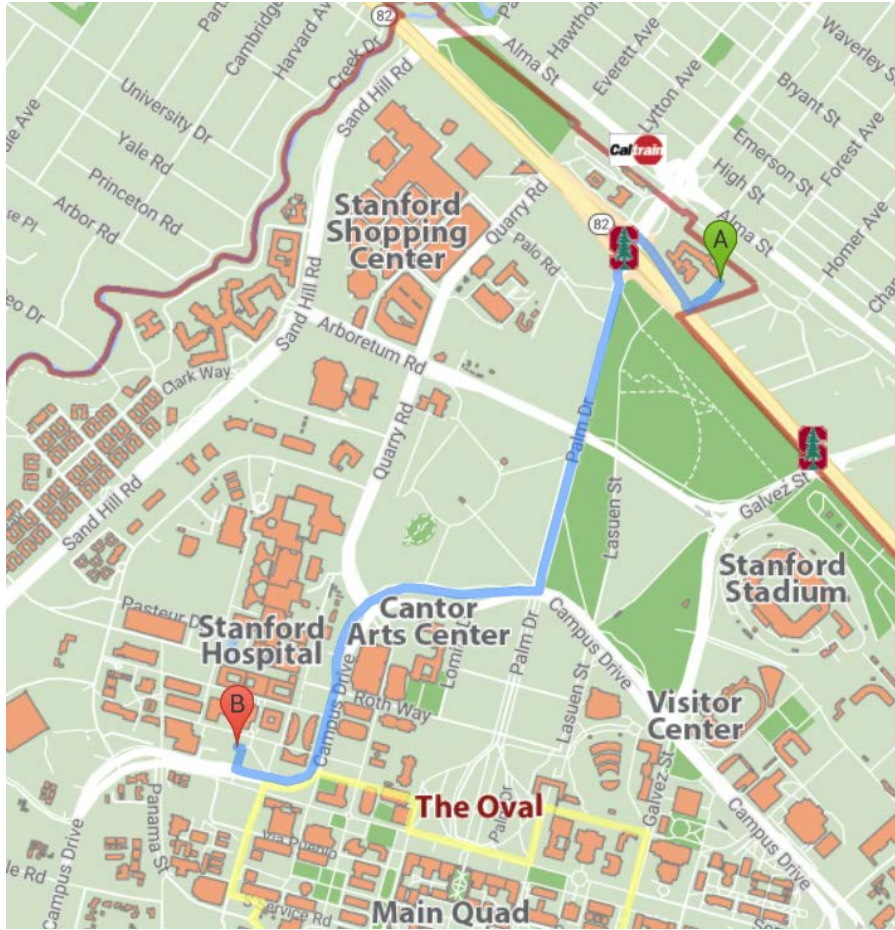 82
Cambridge
Harvard Ave
Creek Dr
Sand Hill Rd
Alma St
Hawthorne
Everett Ave
Lytton Ave
Waverley St
Bryant St
Emerson St
High St
Forest Ave
Homer Ave
University Dr
Yale Rd
Princeton Rd
Arbor Rd
Caltrain
Stanford
Shopping
Center
Quarry Rd
Palo Rd
82
A
Alma St
Sand Hill Rd
Arboretum Rd
Clark Way
Quarry Rd
Palm Dr
Lasuen St
Galvez St
Sand Hill Rd
Stanford
Stadium
Pasteur D
Stanford
Hospital
Cantor
Arts Center
Palm Dr
Campus Drive
Lomi
Campus Drive
Roth Way
Lasuen St
Visitor
Center
B
The Oval
Galvez St
Campus Drive
Panama St
Campus Drive
Via Pueblo
Service Rd
Main Quad